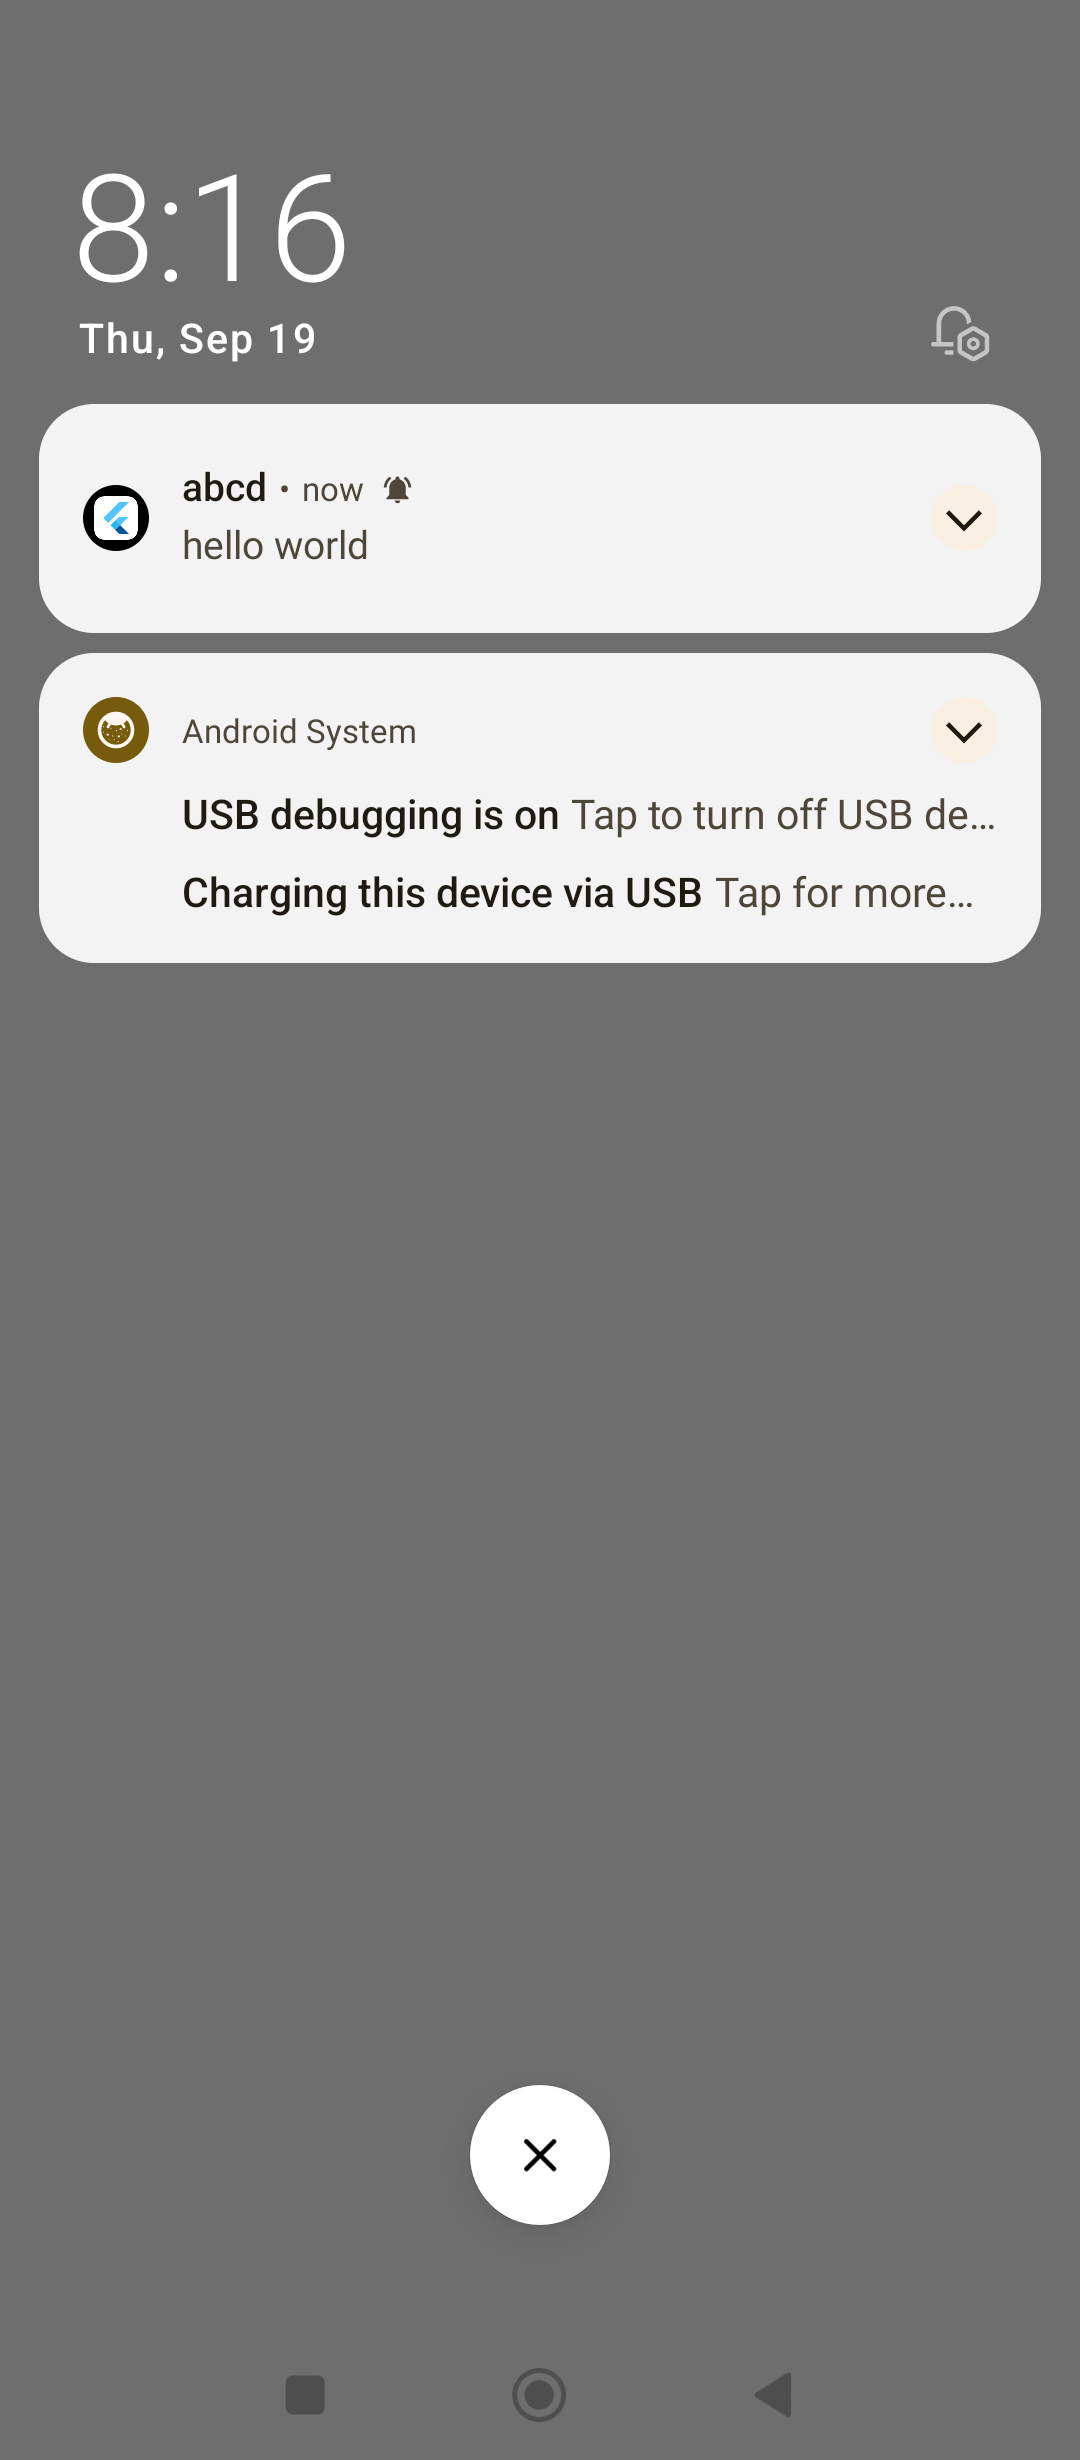 8:16
Thu, Sep 19
abcd • now
hello world
Android System
USB debugging is on Tap to turn off USB de…
Charging this device via USB Tap for more…